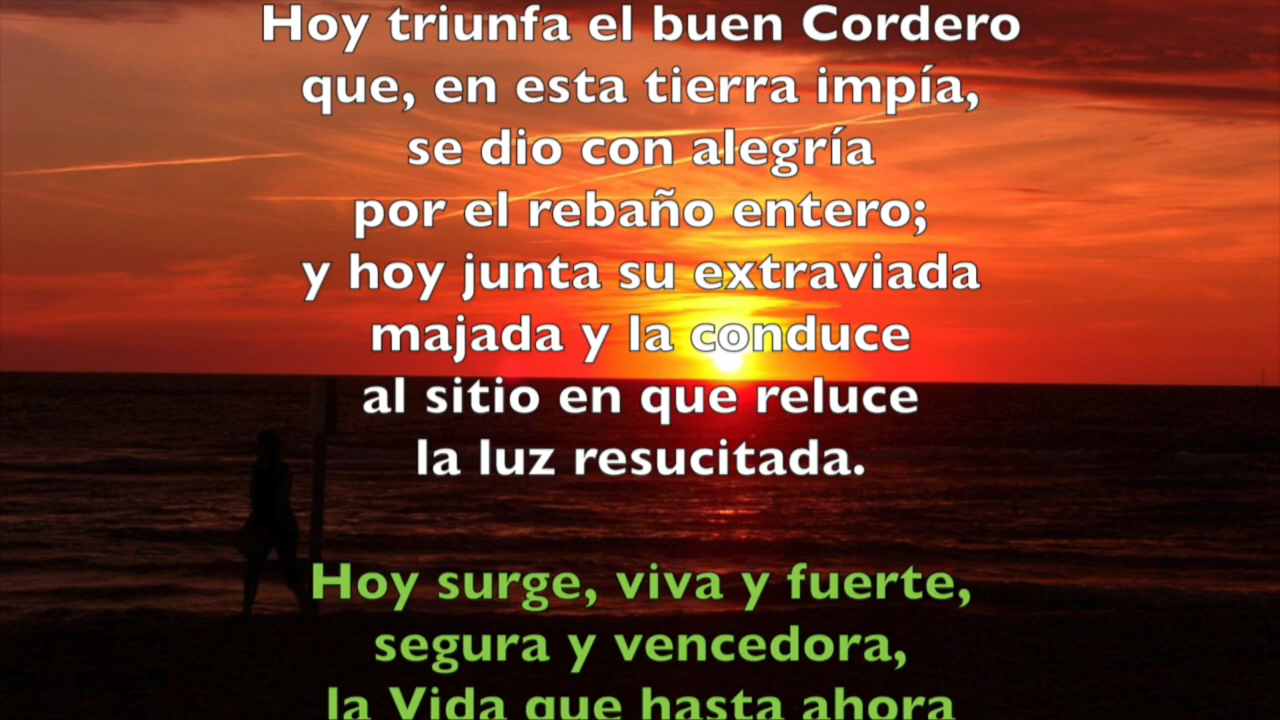 Hoy triunfa el buen Cordero
que, en esta tierra impía,
se dio con alegría
por el rebaño entero;
y hoy junta su extraviada
majada y la conduce
al sitio en que reluce
la luz resucitada.
Hoy surge, viva y fuerte,
segura y vencedora,
la Vida que hasta ahora